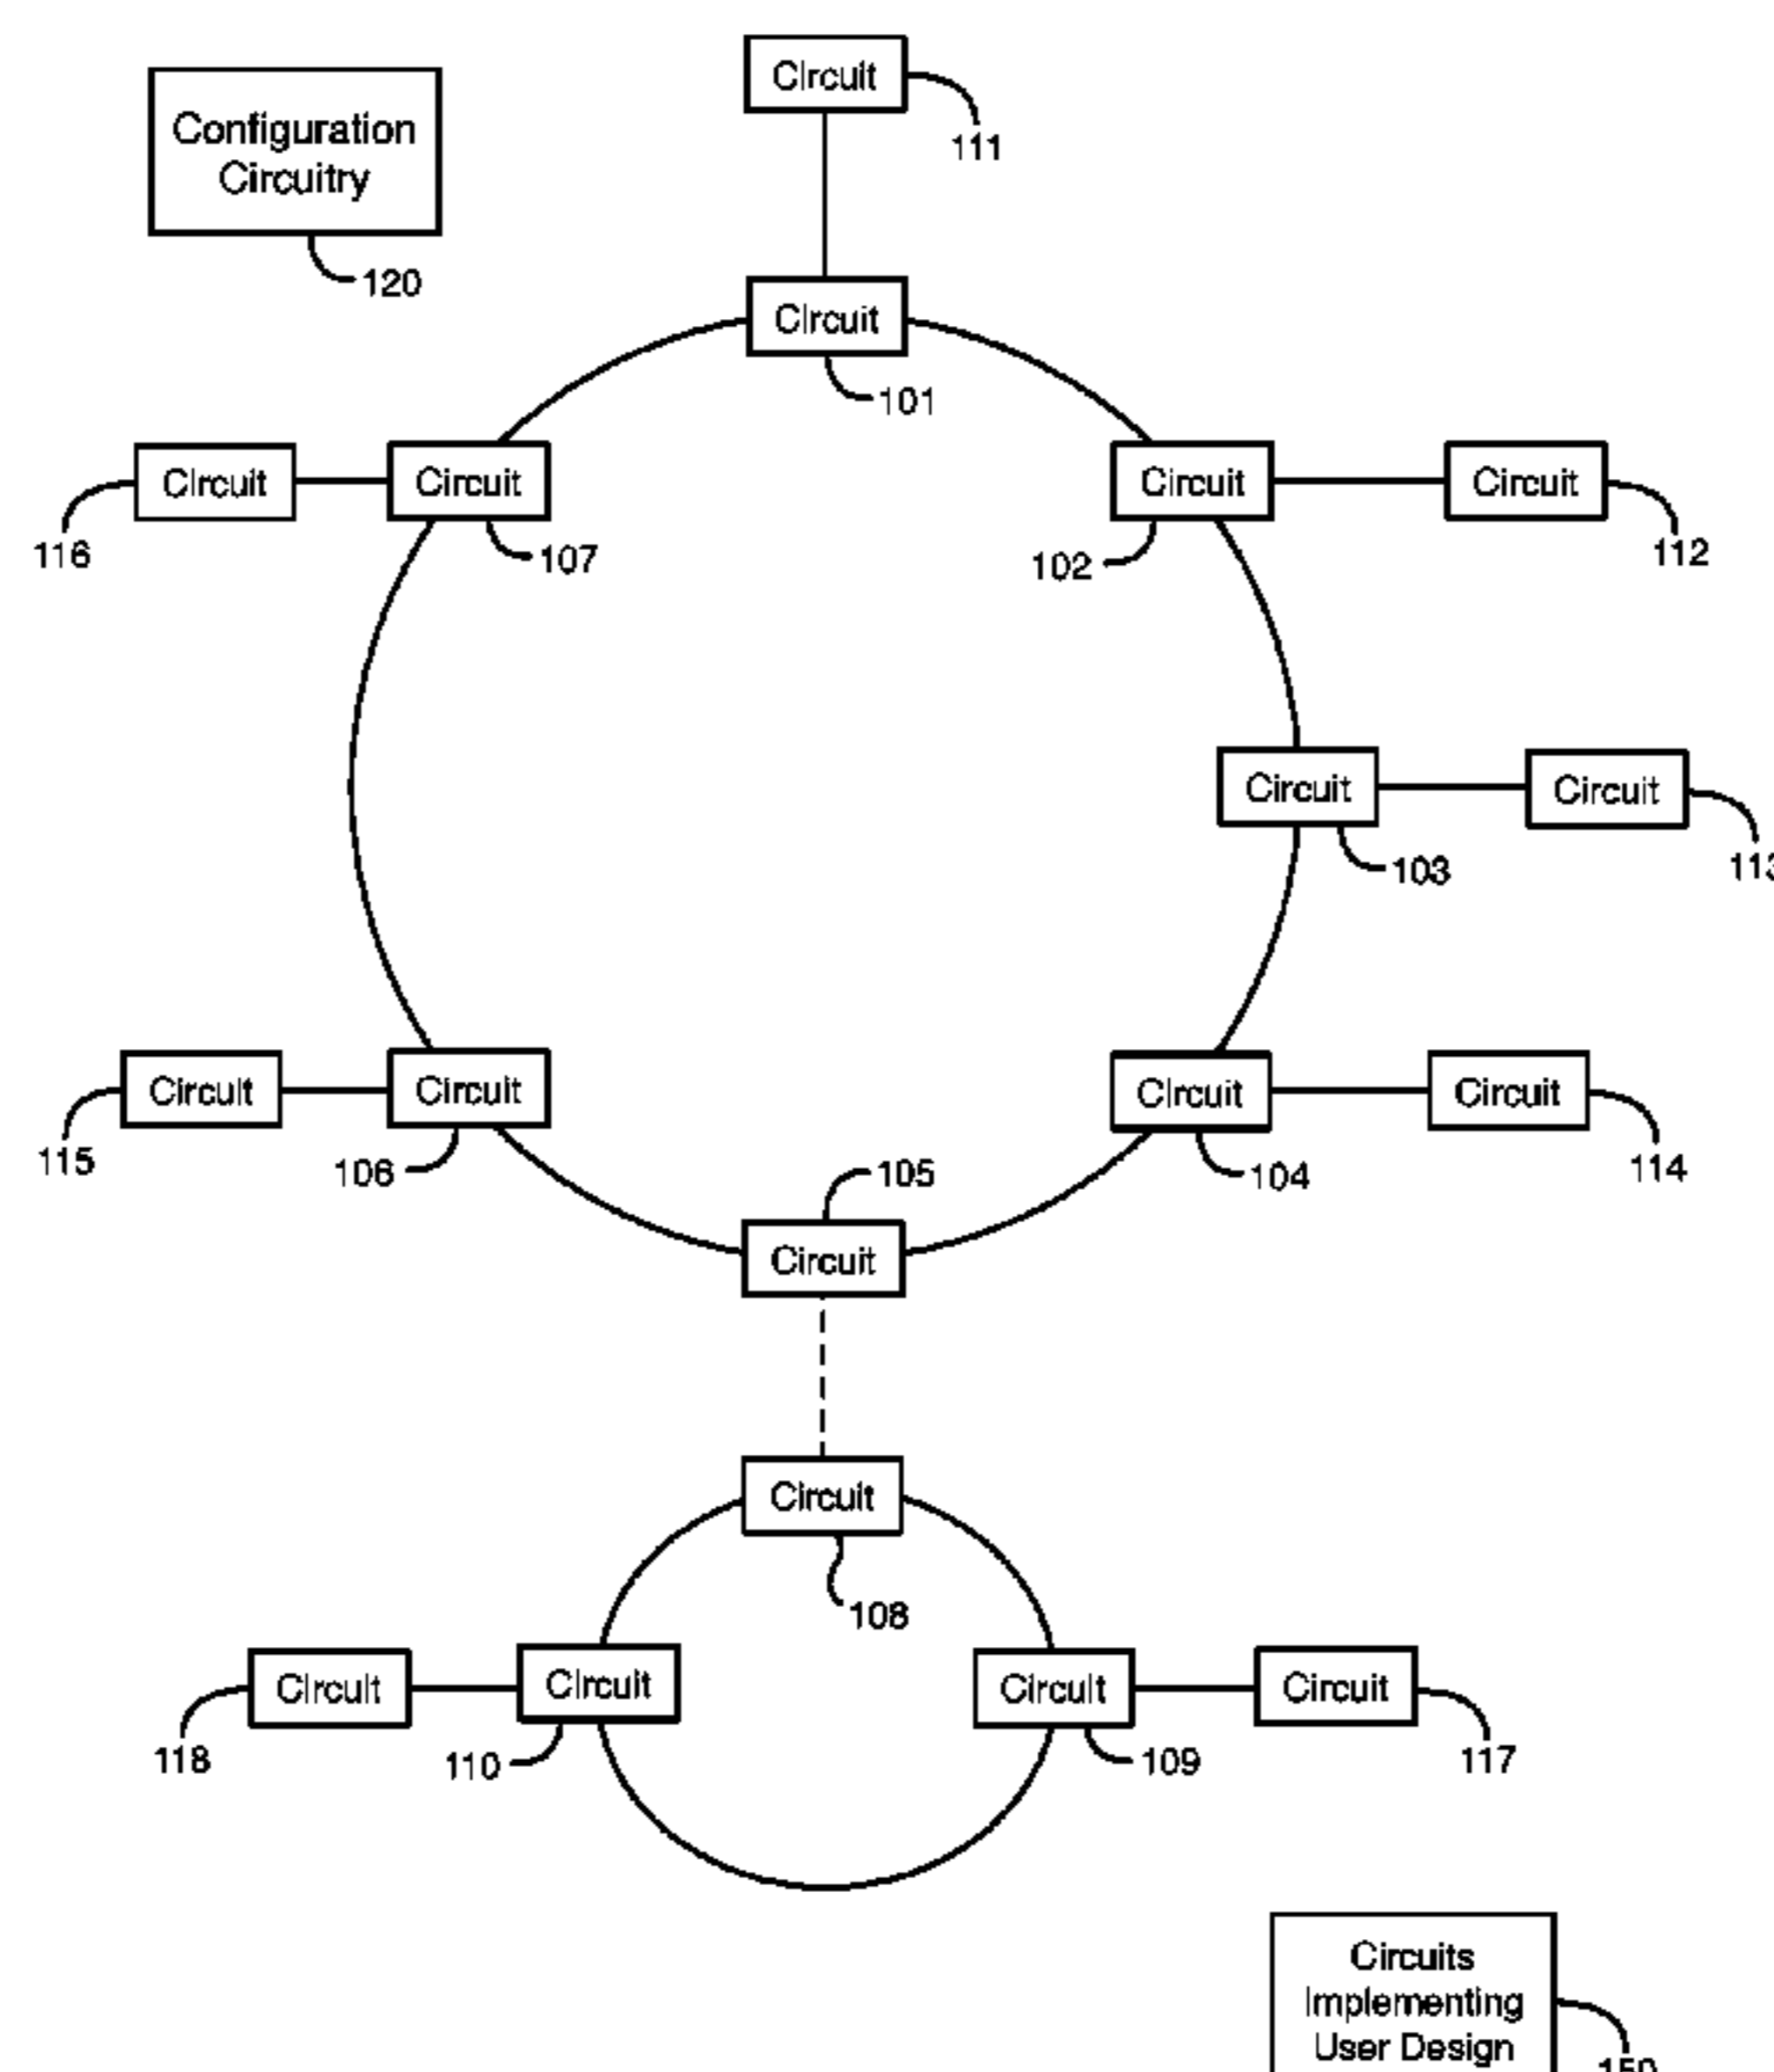 Circuit
111
Configuration
Circuitry
120
Circuit
101
Circuit
116
Circuit
107
Circuit
102
Circuit
112
Circuit
103
Circuit
113
Circuit
115
Circuit
106
Circuit
104
Circuit
114
105
Circuit
Circuit
108
Circuit
118
Circuit
110
Circuit
109
Circuit
117
Circuits
Implementing
User Design